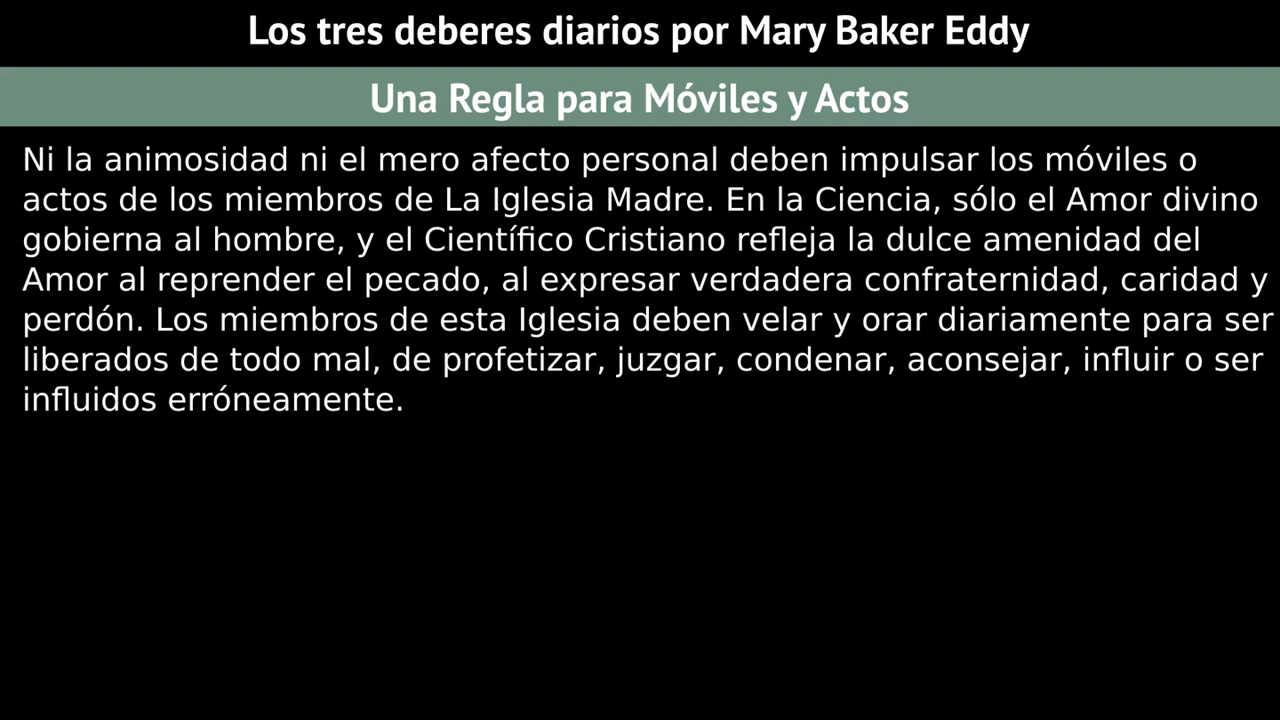 Los tres deberes diarios por Mary Baker Eddy
Una Regla para Móviles y Actos
Ni la animosidad ni el mero afecto personal deben impulsar los móviles o
actos de los miembros de La Iglesia Madre. En la Ciencia, sólo el Amor divino
gobierna al hombre, y el Científico Cristiano refleja la dulce amenidad del
Amor al reprender el pecado, al expresar verdadera confraternidad, caridad y
perdón. Los miembros de esta Iglesia deben velar y orar diariamente para ser
liberados de todo mal, de profetizar, juzgar, condenar, aconsejar, influir o ser
influidos erróneamente.